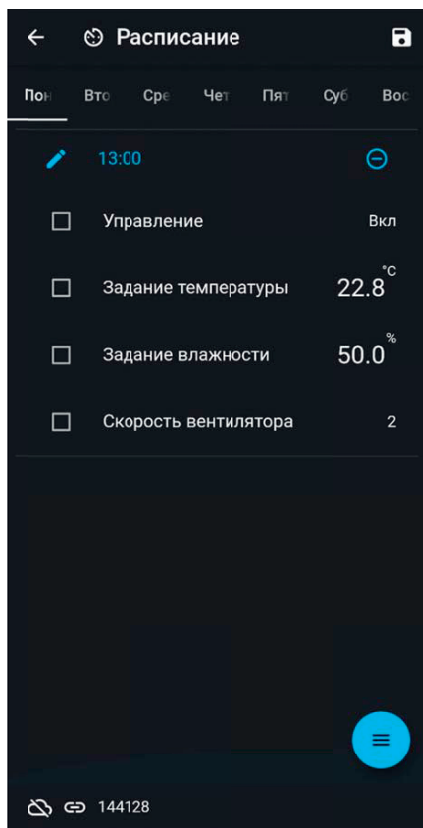 Расписание
Пон Вто Сре Чет Пят Суб Вос
13:00
Управление Вкл
Задание температуры 22.8 °C
Задание влажности 50.0 %
Скорость вентилятора 2
144128